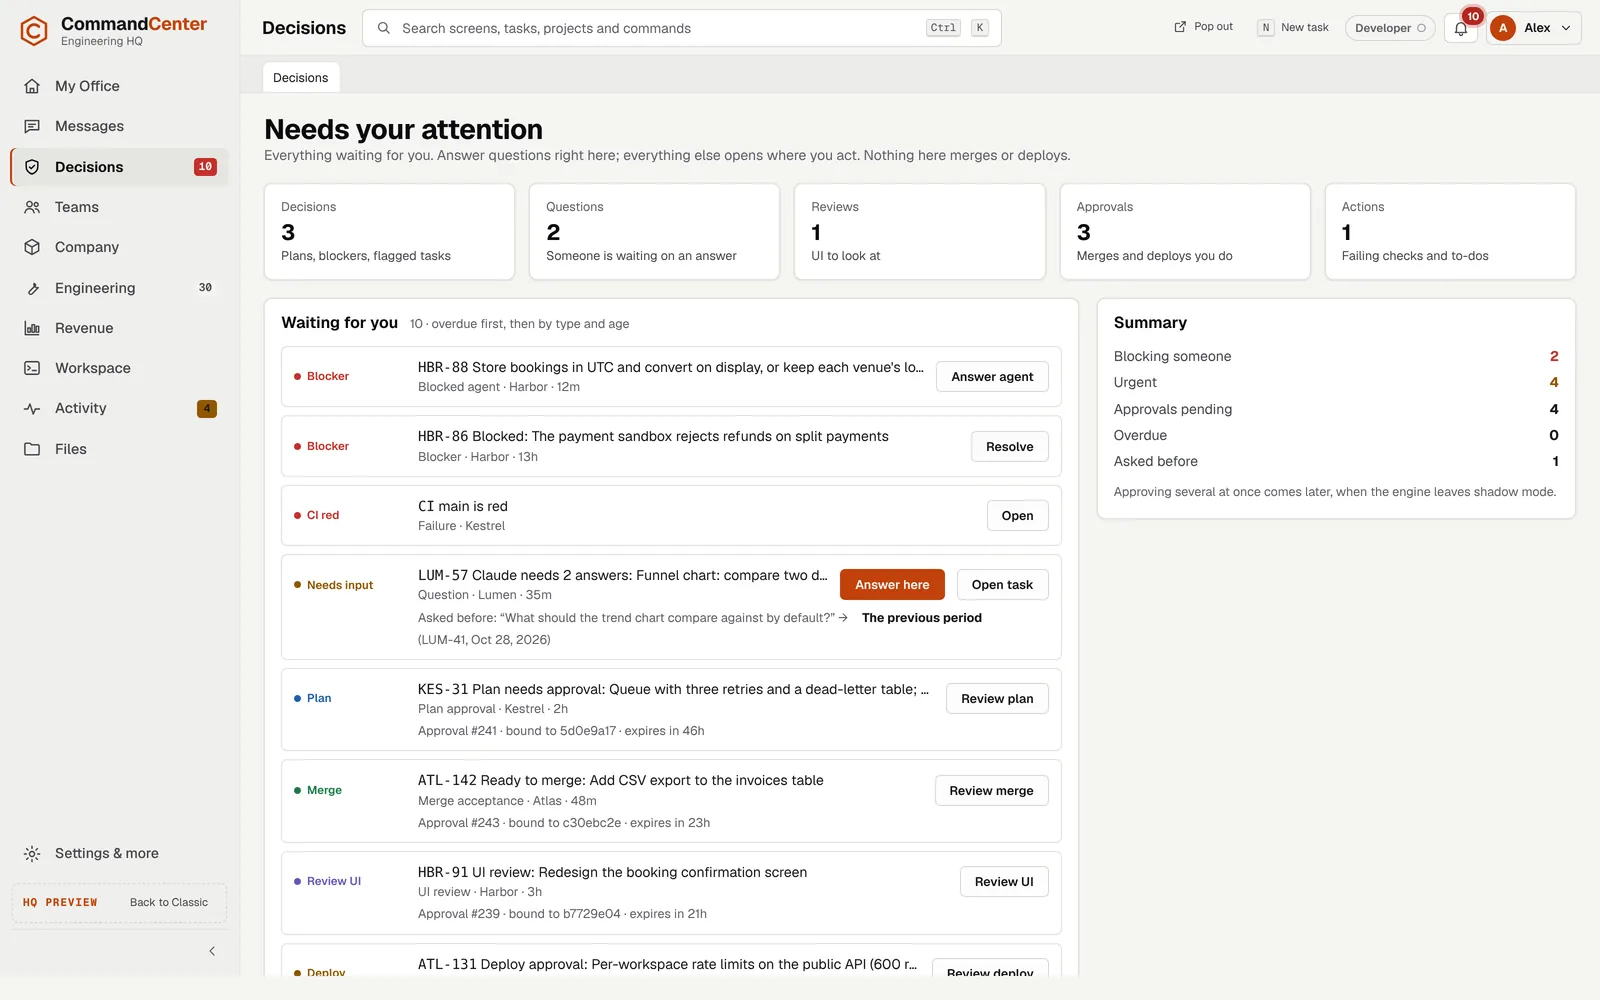 CommandCenter
Engineering HQ
My Office
Messages
Decisions 10
Teams
Company
Engineering 30
Revenue
Workspace
Activity 4
Files
Settings & more
HQ PREVIEW Back to Classic
Decisions
Search screens, tasks, projects and commands Ctrl K
Pop out
N New task
Developer
10
A Alex
Decisions
Needs your attention
Everything waiting for you. Answer questions right here; everything else opens where you act. Nothing here merges or deploys.
Decisions
3
Plans, blockers, flagged tasks
Questions
2
Someone is waiting on an answer
Reviews
1
UI to look at
Approvals
3
Merges and deploys you do
Actions
1
Failing checks and to-dos
Waiting for you 10 · overdue first, then by type and age
Blocker
HBR-88 Store bookings in UTC and convert on display, or keep each venue's lo…
Blocked agent · Harbor · 12m
Answer agent
Blocker
HBR-86 Blocked: The payment sandbox rejects refunds on split payments
Blocker · Harbor · 13h
Resolve
CI red
CI main is red
Failure · Kestrel
Open
Needs input
LUM-57 Claude needs 2 answers: Funnel chart: compare two d…
Question · Lumen · 35m
Answer here
Open task
Asked before: “What should the trend chart compare against by default?” → The previous period
(LUM-41, Oct 28, 2026)
Plan
KES-31 Plan needs approval: Queue with three retries and a dead-letter table; …
Plan approval · Kestrel · 2h
Approval #241 · bound to 5d0e9a17 · expires in 46h
Review plan
Merge
ATL-142 Ready to merge: Add CSV export to the invoices table
Merge acceptance · Atlas · 48m
Approval #243 · bound to c30ebc2e · expires in 23h
Review merge
Review UI
HBR-91 UI review: Redesign the booking confirmation screen
UI review · Harbor · 3h
Approval #239 · bound to b7729e04 · expires in 21h
Review UI
Deploy
ATL-131 Deploy approval: Per-workspace rate limits on the public API (600 r…
Review deploy
Summary
Blocking someone 2
Urgent 4
Approvals pending 4
Overdue 0
Asked before 1
Approving several at once comes later, when the engine leaves shadow mode.